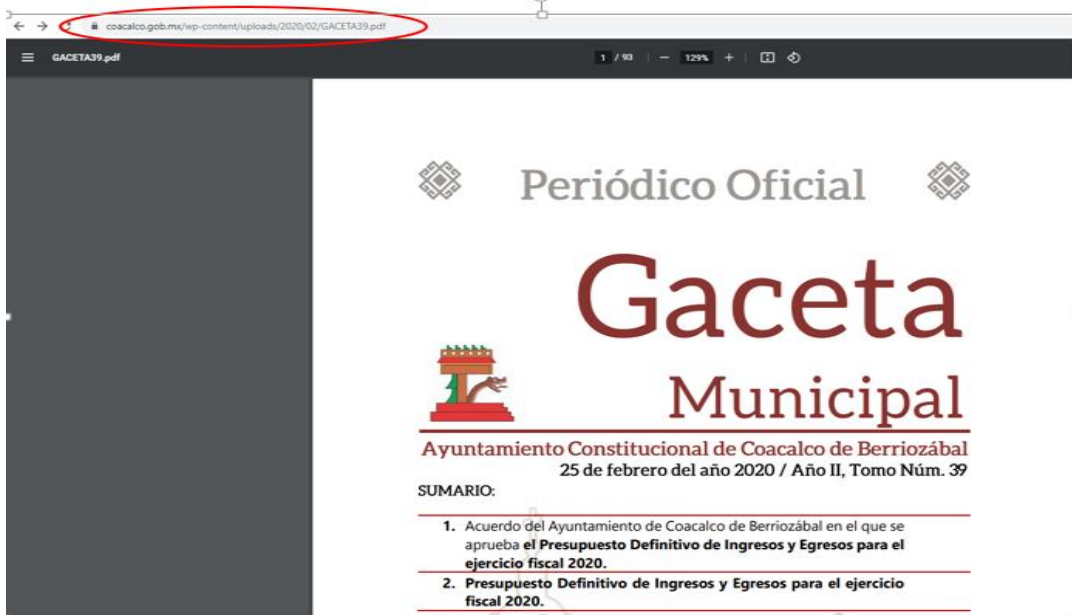 coacalco.gob.mx/wp-content/uploads/2020/02/GACETA39.pdf
GACETA39.pdf
1 / 93
129%
Periódico Oficial
Gaceta
Municipal
Ayuntamiento Constitucional de Coacalco de Berriozábal
25 de febrero del año 2020 / Año II, Tomo Núm. 39
SUMARIO:
1. Acuerdo del Ayuntamiento de Coacalco de Berriozábal en el que se
aprueba el Presupuesto Definitivo de Ingresos y Egresos para el
ejercicio fiscal 2020.
2. Presupuesto Definitivo de Ingresos y Egresos para el ejercicio
fiscal 2020.